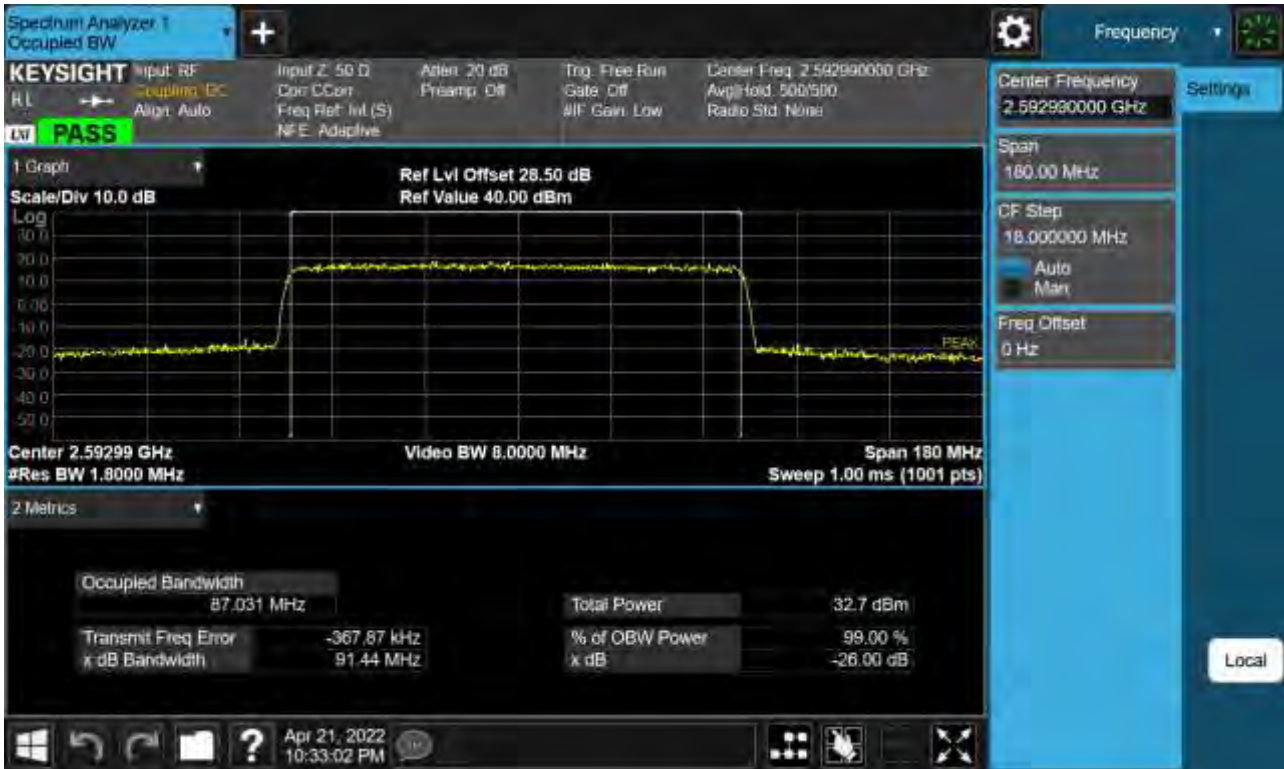 Spectrum Analyzer 1
Occupied BW
+
Frequency
KEYSIGHT
RL
LXI
PASS
Input: RF
Coupling: DC
Align: Auto
Input Z: 50 Ω
Corr CCorr
Freq Ref: Int (S)
NFE: Adaptive
Atten: 20 dB
Preamp: Off
Trig: Free Run
Gate: Off
#IF Gain: Low
Center Freq: 2.592990000 GHz
Avg|Hold: 500/500
Radio Std: None
Center Frequency
2.592990000 GHz
Settings
Span
180.00 MHz
CF Step
18.000000 MHz
Auto
Man
Freq Offset
0 Hz
1 Graph
Scale/Div 10.0 dB
Ref Lvl Offset 28.50 dB
Ref Value 40.00 dBm
Log
30.0
20.0
10.0
0.00
-10.0
-20.0
-30.0
-40.0
-50.0
PEAK
Center 2.59299 GHz
#Res BW 1.8000 MHz
Video BW 8.0000 MHz
Span 180 MHz
Sweep 1.00 ms (1001 pts)
2 Metrics
Occupied Bandwidth
87.031 MHz
Transmit Freq Error
-367.87 kHz
x dB Bandwidth
91.44 MHz
Total Power
32.7 dBm
% of OBW Power
99.00 %
x dB
-26.00 dB
Local
?
Apr 21, 2022
10:33:02 PM